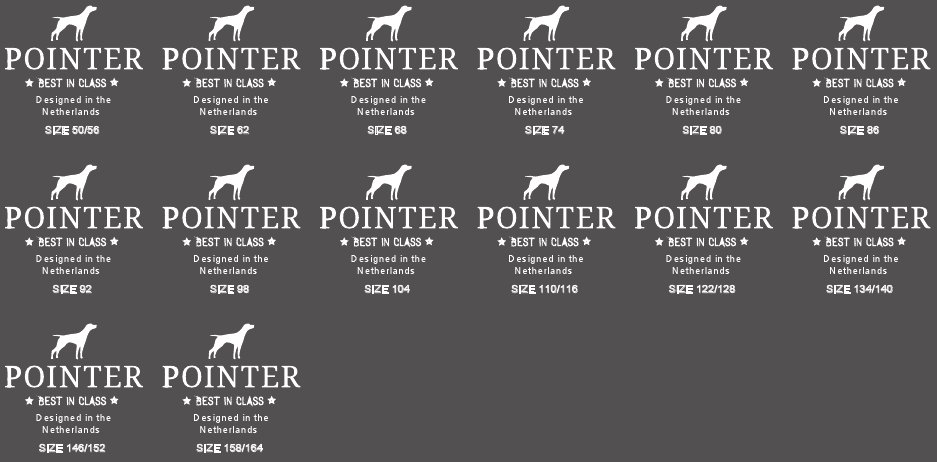 POINTER
★ BEST IN CLASS ★
Designed in the
Netherlands
SIZE 50/56
POINTER
★ BEST IN CLASS ★
Designed in the
Netherlands
SIZE 62
POINTER
★ BEST IN CLASS ★
Designed in the
Netherlands
SIZE 68
POINTER
★ BEST IN CLASS ★
Designed in the
Netherlands
SIZE 74
POINTER
★ BEST IN CLASS ★
Designed in the
Netherlands
SIZE 80
POINTER
★ BEST IN CLASS ★
Designed in the
Netherlands
SIZE 86
POINTER
★ BEST IN CLASS ★
Designed in the
Netherlands
SIZE 92
POINTER
★ BEST IN CLASS ★
Designed in the
Netherlands
SIZE 98
POINTER
★ BEST IN CLASS ★
Designed in the
Netherlands
SIZE 104
POINTER
★ BEST IN CLASS ★
Designed in the
Netherlands
SIZE 110/116
POINTER
★ BEST IN CLASS ★
Designed in the
Netherlands
SIZE 122/128
POINTER
★ BEST IN CLASS ★
Designed in the
Netherlands
SIZE 134/140
POINTER
★ BEST IN CLASS ★
Designed in the
Netherlands
SIZE 146/152
POINTER
★ BEST IN CLASS ★
Designed in the
Netherlands
SIZE 158/164